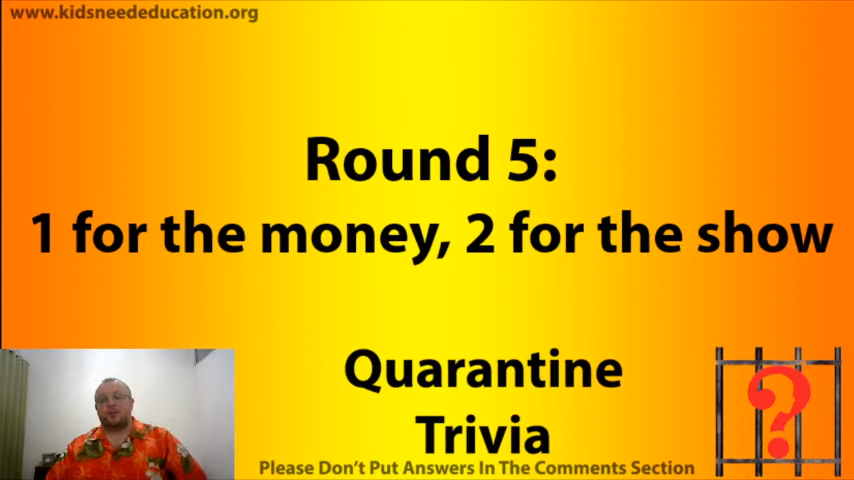 www.kidsneededucation.org
Round 5:
1 for the money, 2 for the show
Quarantine
Trivia
Please Don't Put Answers In The Comments Section